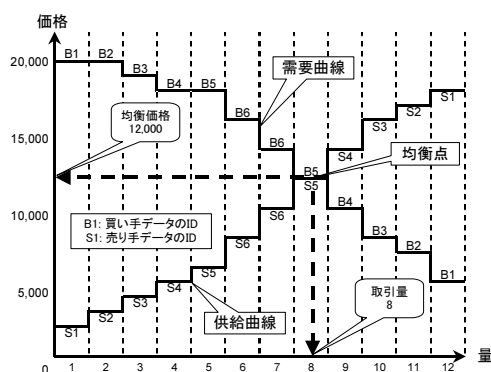 価格
20,000
15,000
10,000
5,000
0
B1 B2 B3 B4 B5 B6 B6 B5 B4 B3 B2 B1
S1 S2 S3 S4 S5 S6 S6 S5 S4 S3 S2 S1
需要曲線
均衡価格
12,000
均衡点
B1: 買い手データのID
S1: 売り手データのID
供給曲線
取引量
8
1 2 3 4 5 6 7 8 9 10 11 12
量